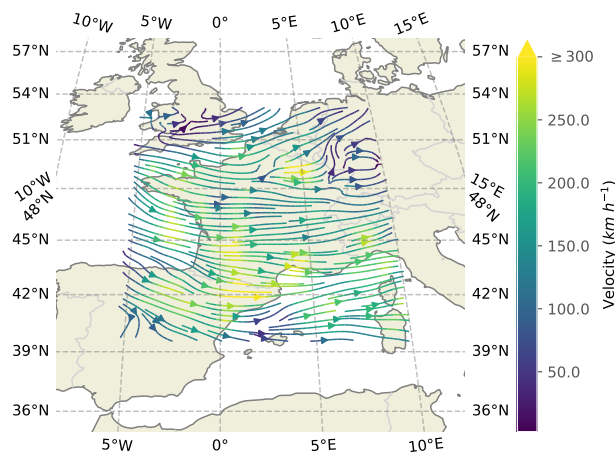 10°W 5°W 0° 5°E 10°E 15°E
57°N 57°N ≥ 300
54°N 54°N
51°N 51°N 250.0
10°W 15°E 200.0
48°N 48°N
45°N 45°N 150.0
42°N 42°N 100.0
39°N 39°N 50.0
36°N 36°N
5°W 0° 5°E 10°E
Velocity (km h⁻¹)